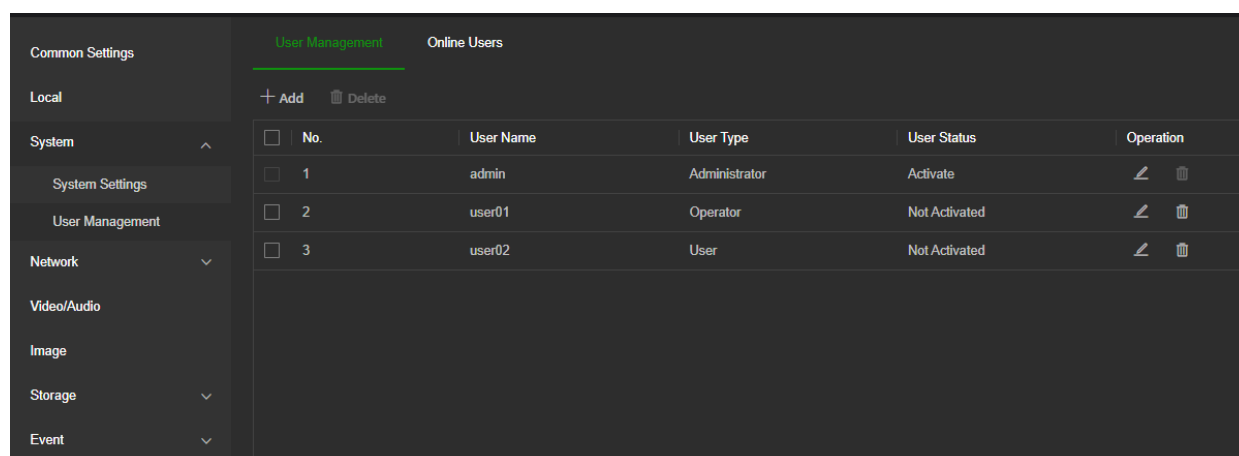 Common Settings
Local
System
System Settings
User Management
Network
Video/Audio
Image
Storage
Event
User Management Online Users
Add Delete
No. User Name User Type User Status Operation
1 admin Administrator Activate
2 user01 Operator Not Activated
3 user02 User Not Activated